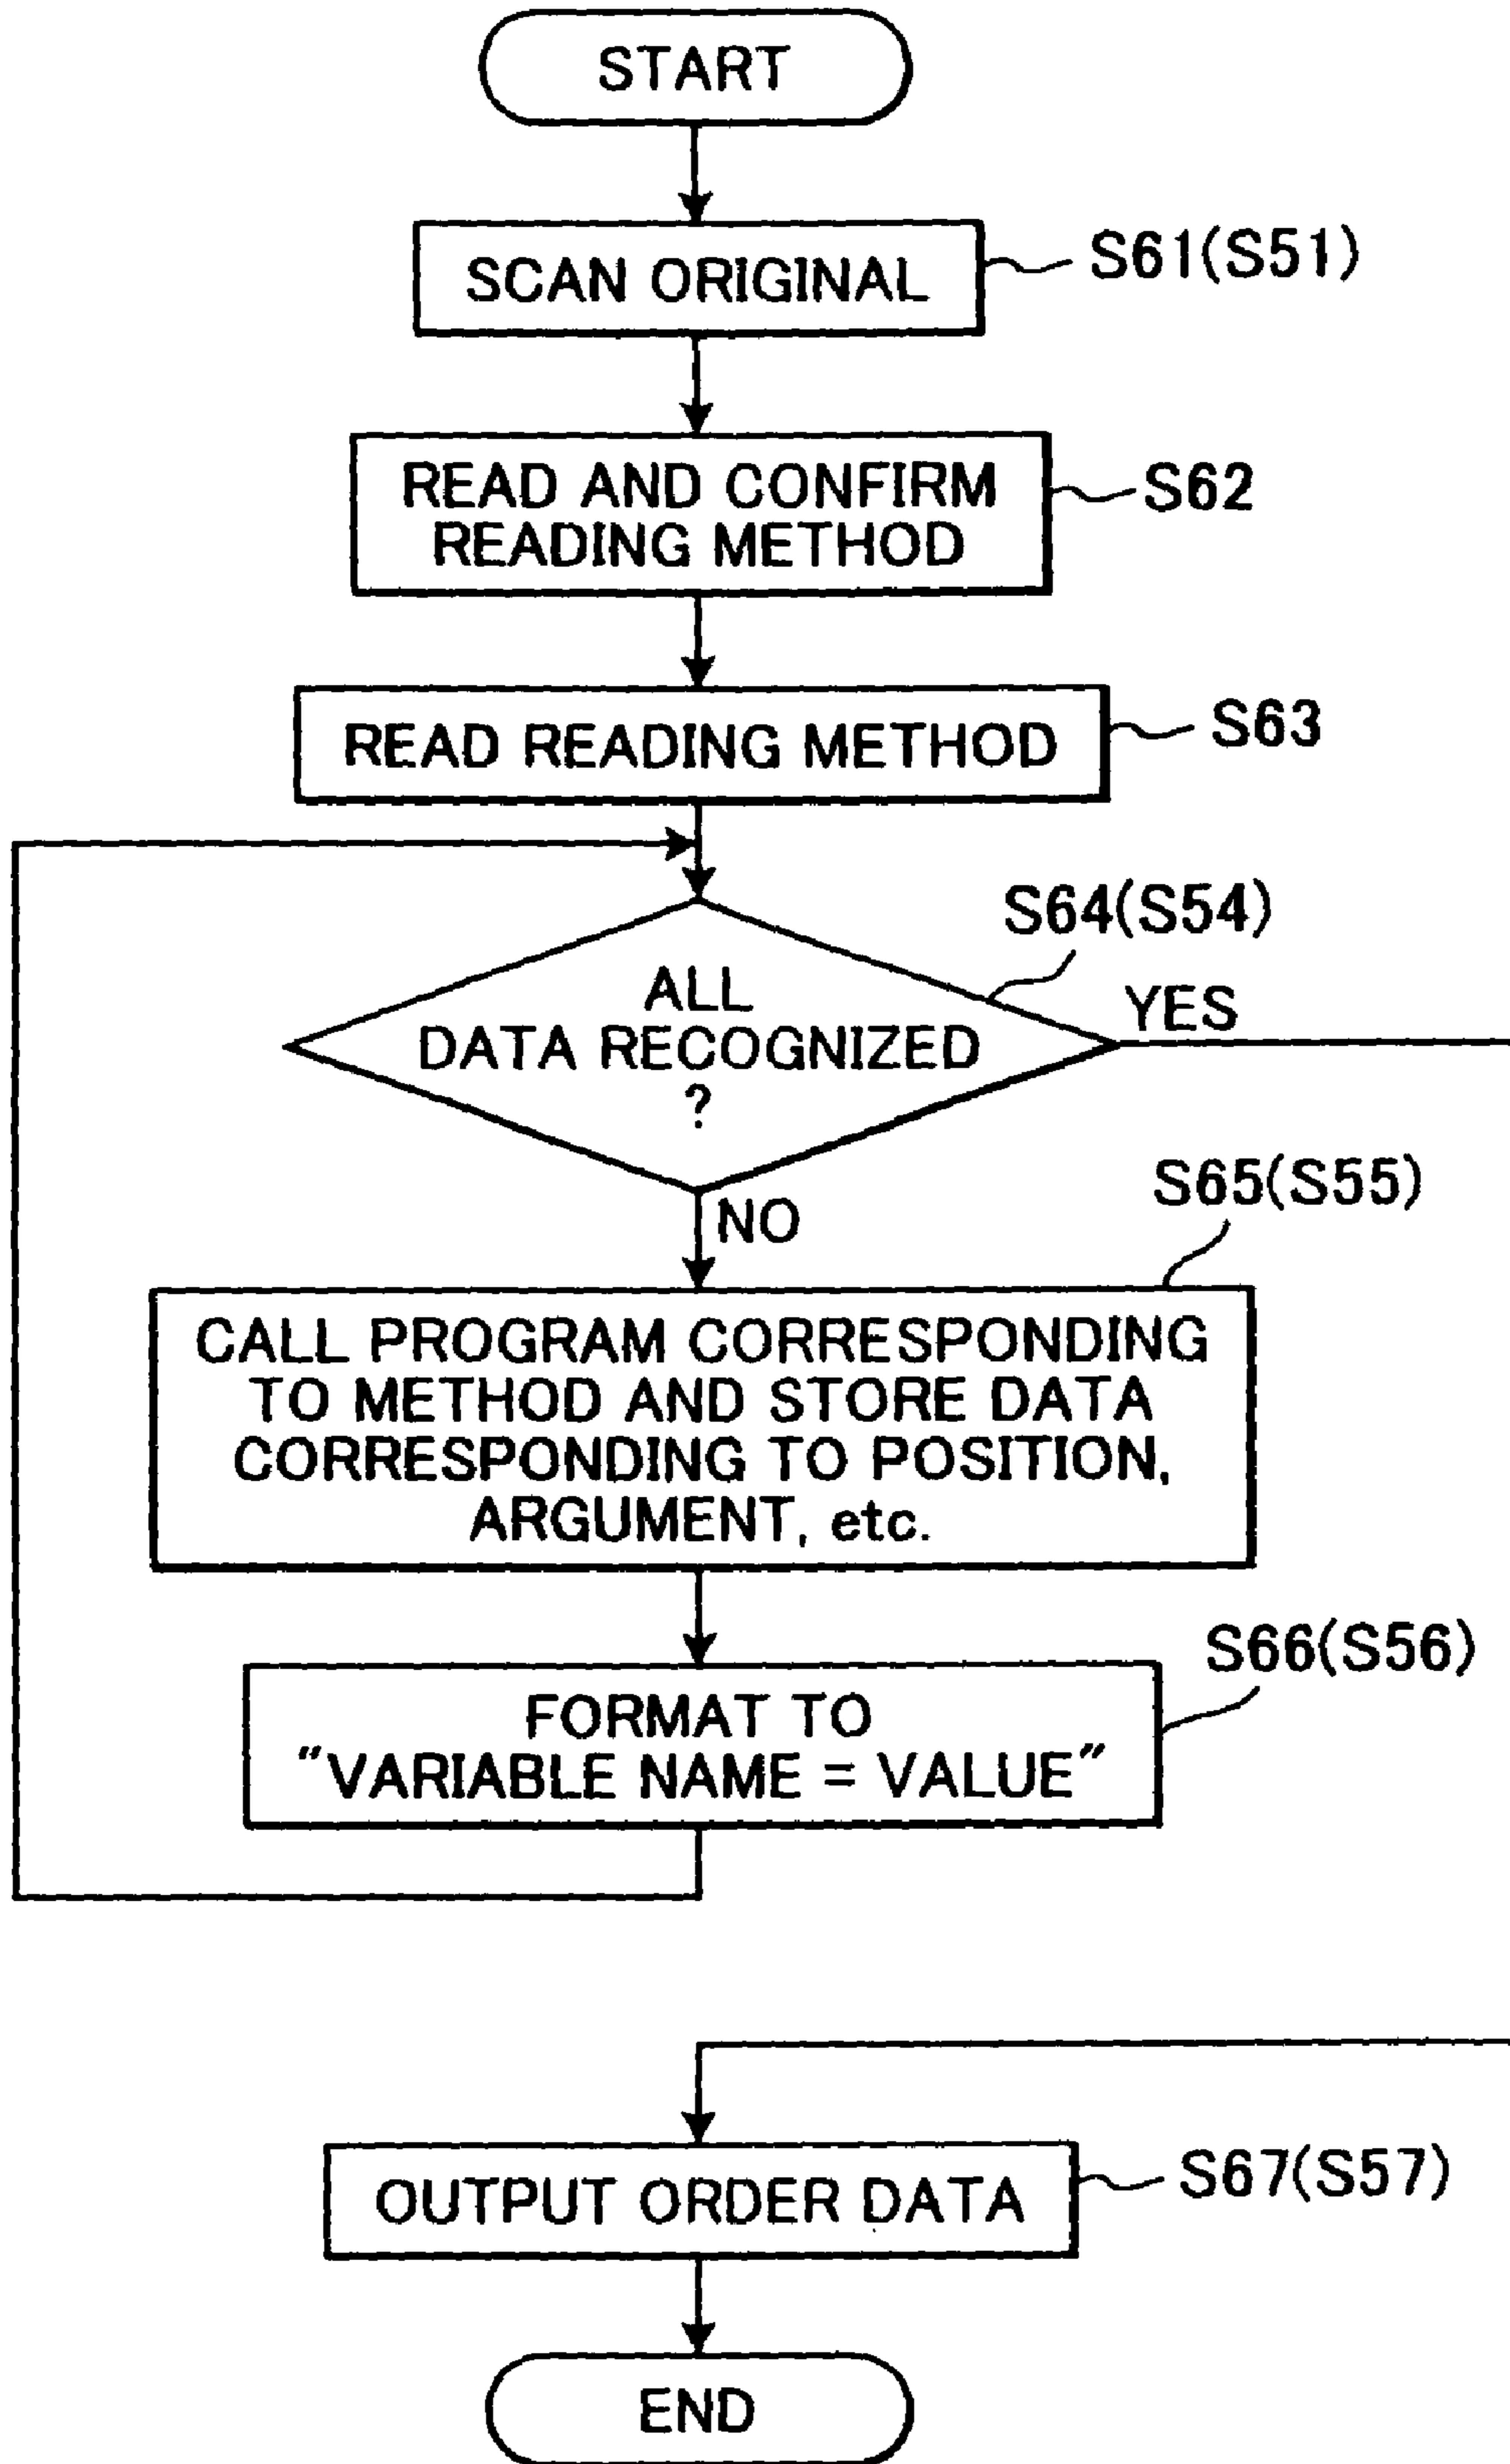 START
SCAN ORIGINAL
S61(S51)
READ AND CONFIRM
READING METHOD
S62
READ READING METHOD
S63
S64(S54)
ALL
DATA RECOGNIZED
?
YES
NO
S65(S55)
CALL PROGRAM CORRESPONDING
TO METHOD AND STORE DATA
CORRESPONDING TO POSITION,
ARGUMENT, etc.
S66(S56)
FORMAT TO
"VARIABLE NAME = VALUE"
OUTPUT ORDER DATA
S67(S57)
END